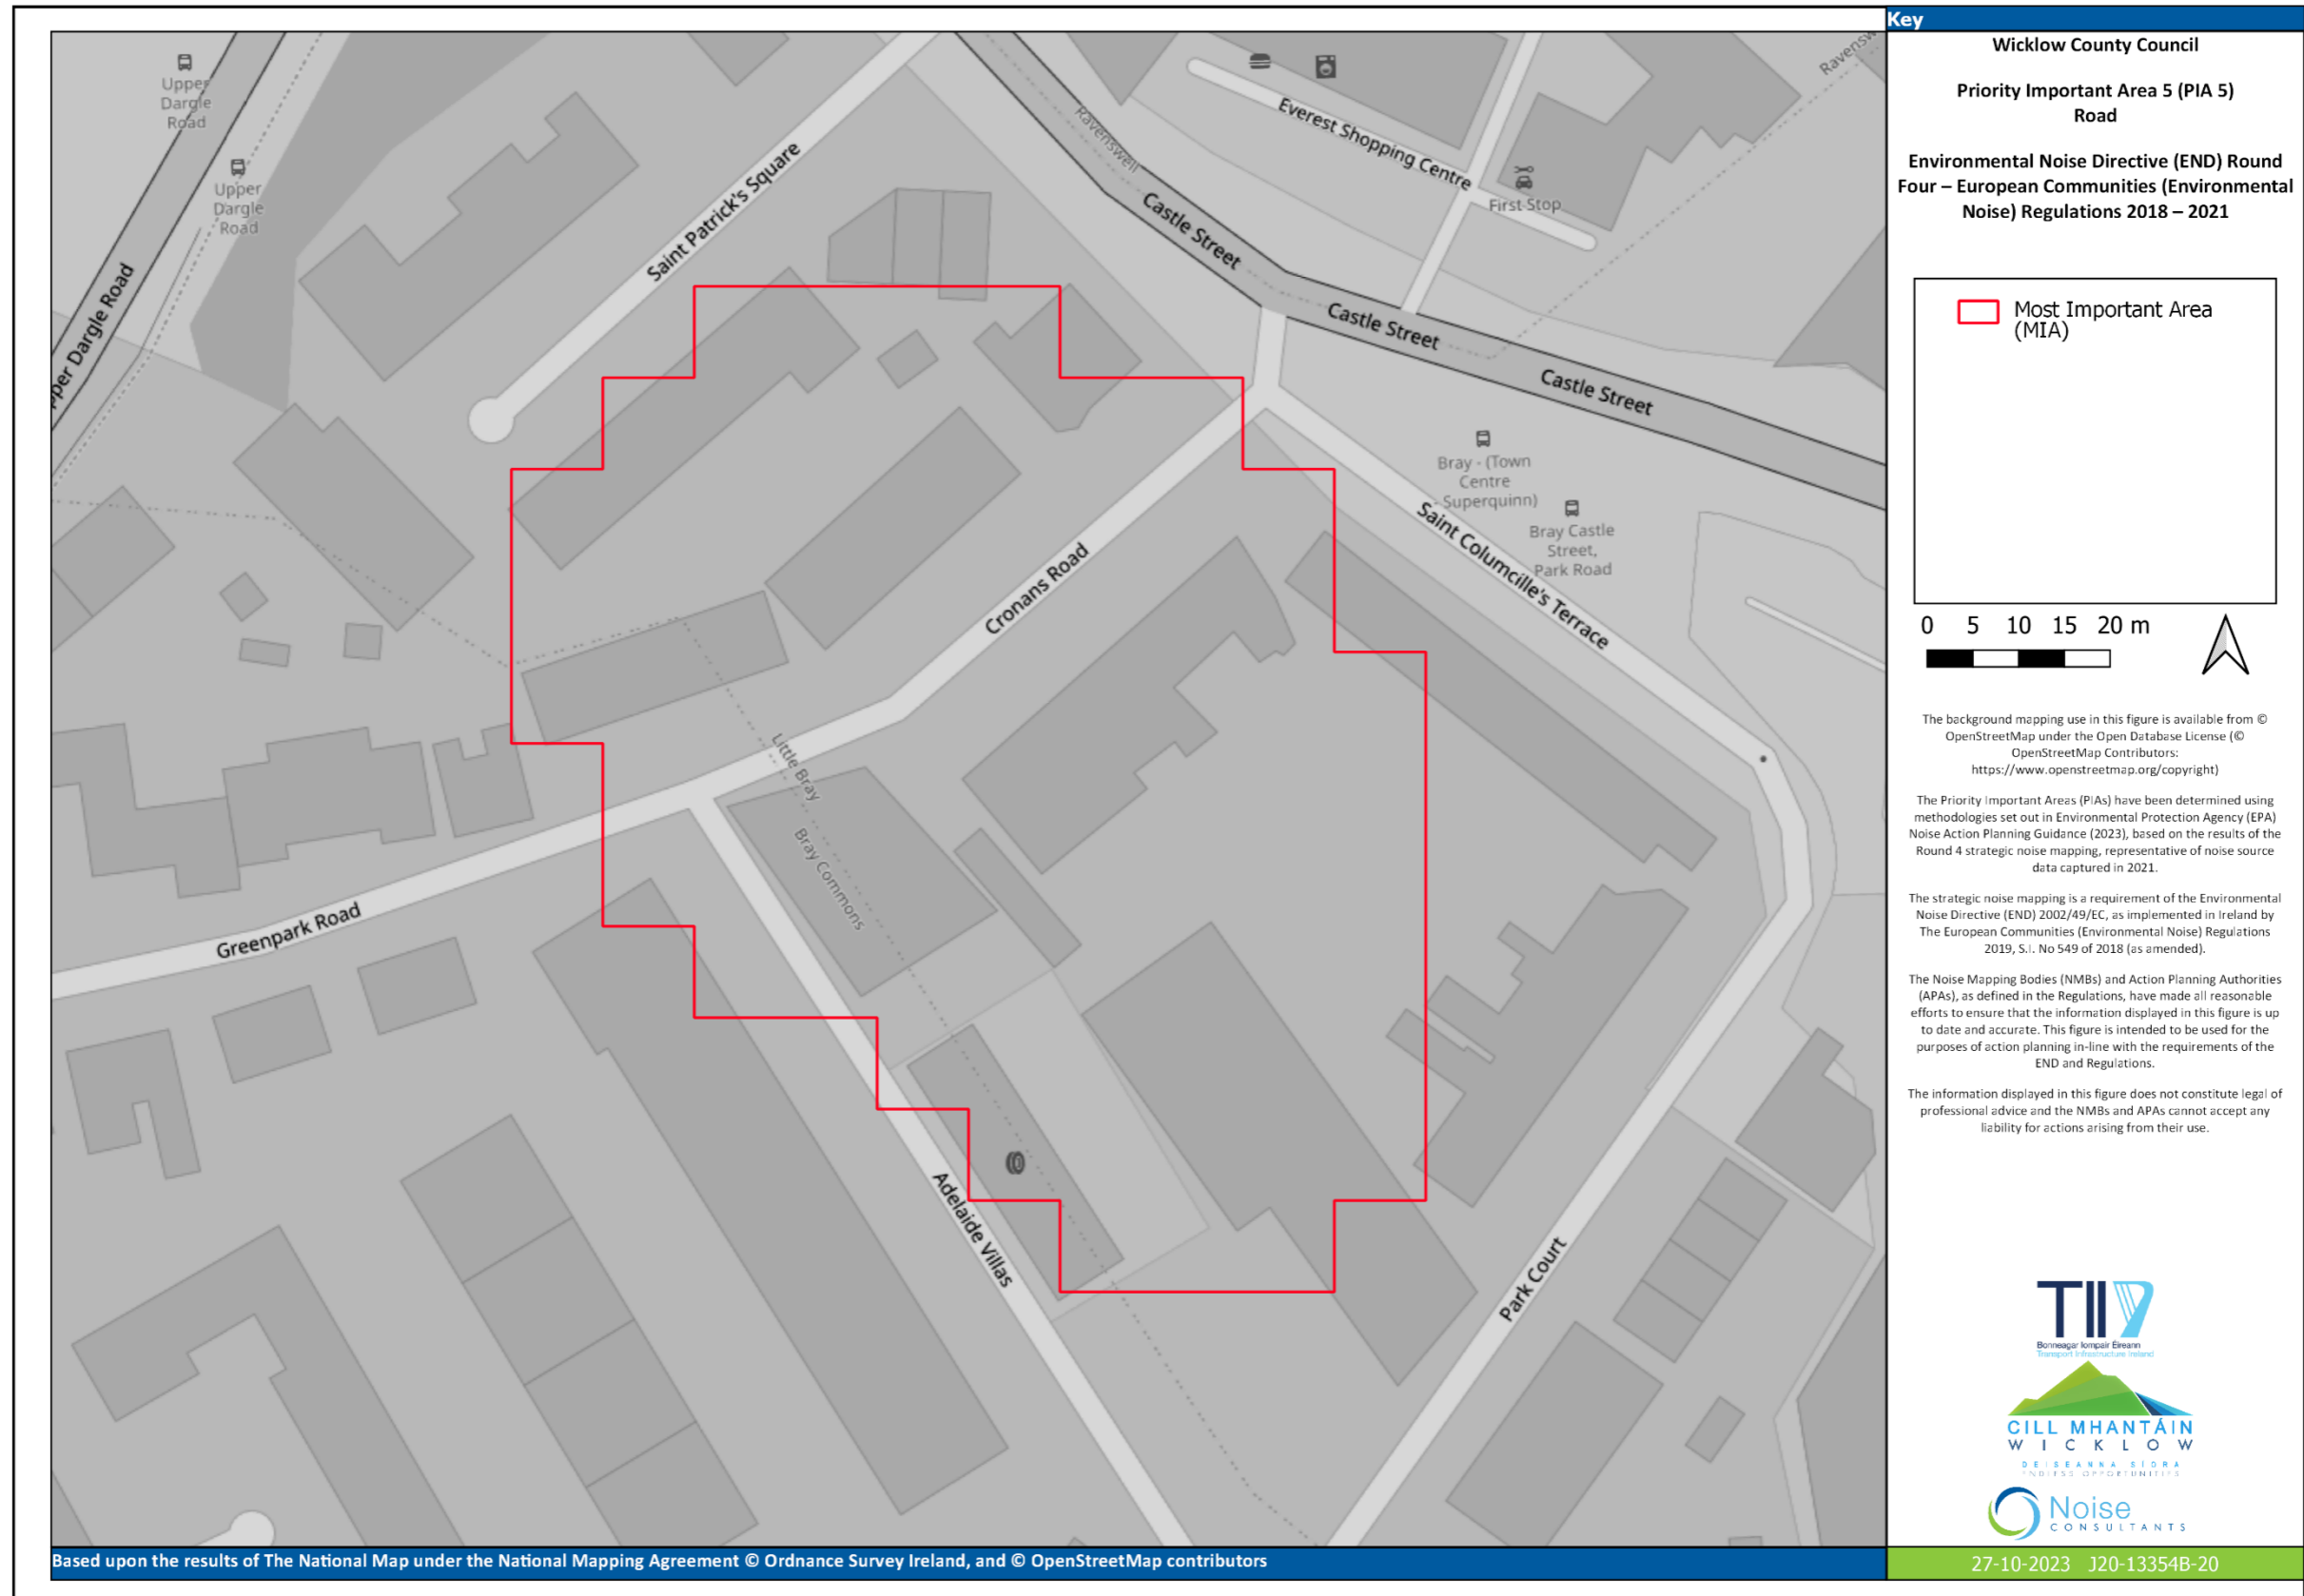 Upper
Dargle
Road
Upper
Dargle
Road
pper Dargle Road
Saint Patrick's Square
Ravenswell
Castle Street
Everest Shopping Centre
First Stop
Castle Street
Castle Street
Bray - (Town
Centre
- Superquinn)
Bray Castle
Street,
Park Road
Saint Columcille's Terrace
Cronans Road
Little Bray
Bray Commons
Greenpark Road
Adelaide Villas
Park Court
Based upon the results of The National Map under the National Mapping Agreement © Ordnance Survey Ireland, and © OpenStreetMap contributors
Key
Wicklow County Council
Priority Important Area 5 (PIA 5)
Road
Environmental Noise Directive (END) Round
Four – European Communities (Environmental
Noise) Regulations 2018 – 2021
Most Important Area
(MIA)
0 5 10 15 20 m
The background mapping use in this figure is available from ©
OpenStreetMap under the Open Database License (©
OpenStreetMap Contributors:
https://www.openstreetmap.org/copyright)
The Priority Important Areas (PIAs) have been determined using
methodologies set out in Environmental Protection Agency (EPA)
Noise Action Planning Guidance (2023), based on the results of the
Round 4 strategic noise mapping, representative of noise source
data captured in 2021.
The strategic noise mapping is a requirement of the Environmental
Noise Directive (END) 2002/49/EC, as implemented in Ireland by
The European Communities (Environmental Noise) Regulations
2019, S.I. No 549 of 2018 (as amended).
The Noise Mapping Bodies (NMBs) and Action Planning Authorities
(APAs), as defined in the Regulations, have made all reasonable
efforts to ensure that the information displayed in this figure is up
to date and accurate. This figure is intended to be used for the
purposes of action planning in-line with the requirements of the
END and Regulations.
The information displayed in this figure does not constitute legal of
professional advice and the NMBs and APAs cannot accept any
liability for actions arising from their use.
TII
Bonneagar Iompair Éireann
Transport Infrastructure Ireland
CILL MHANTÁIN
WICKLOW
DEISEANNA SÍORA
ENDLESS OPPORTUNITIES
Noise
CONSULTANTS
27-10-2023 J20-13354B-20